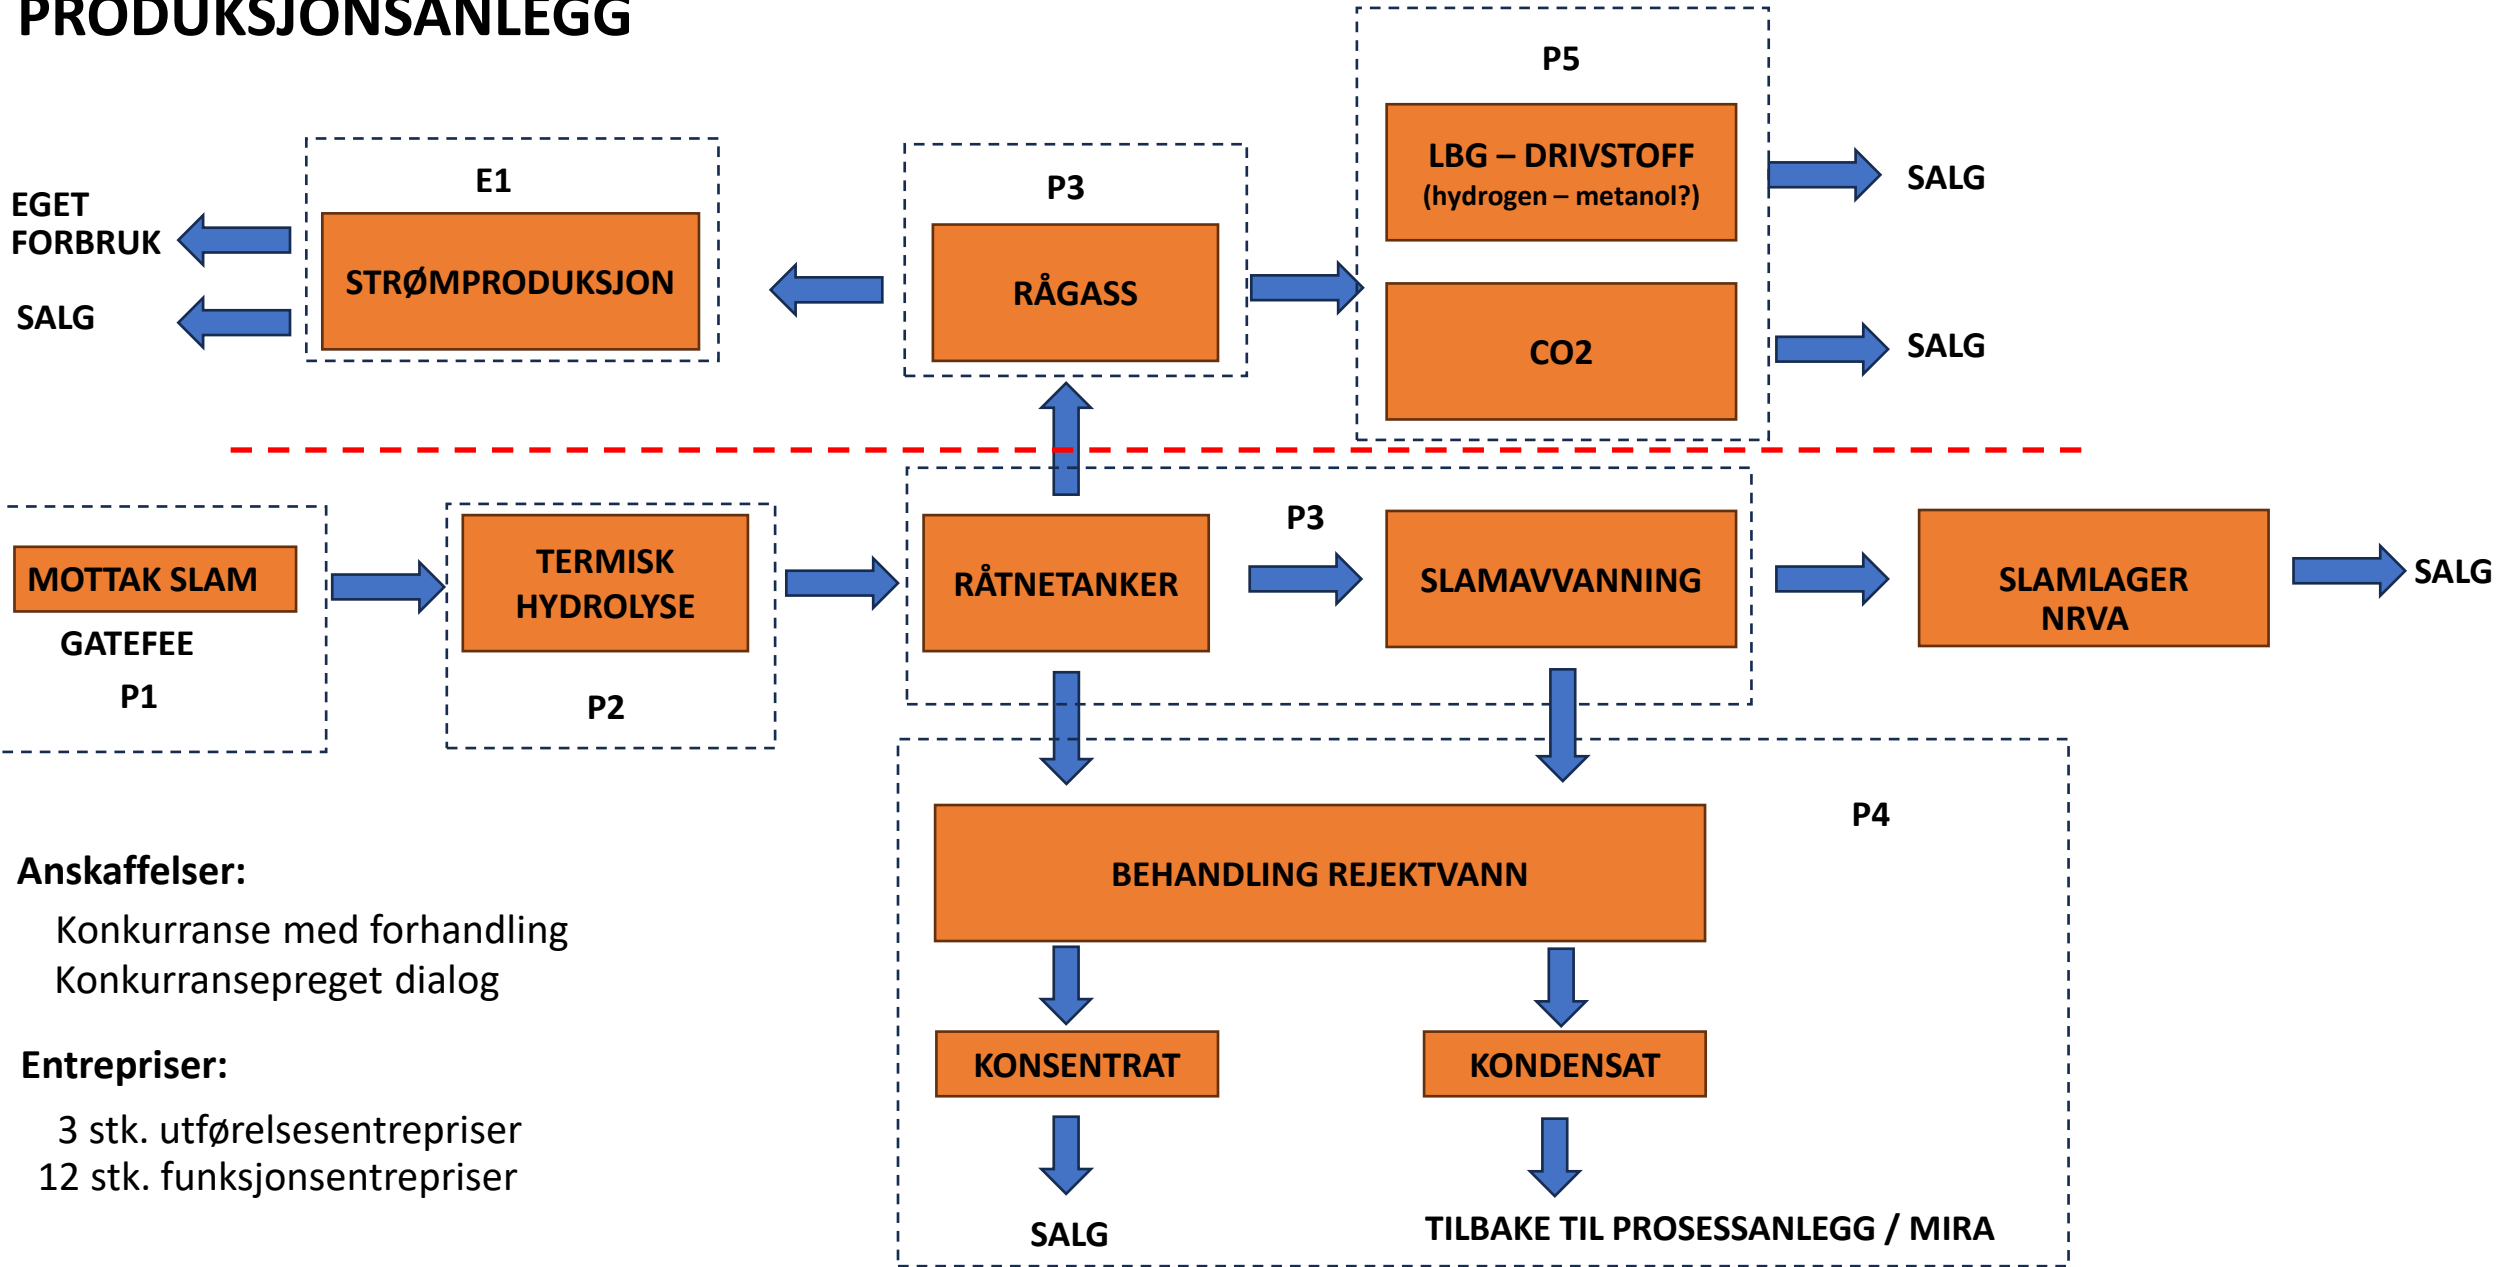 PRODUKSJONSANLEGG
P5
LBG – DRIVSTOFF
(hydrogen – metanol?)
SALG
E1
P3
EGET
FORBRUK
STRØMPRODUKSJON
RÅGASS
SALG
CO2
SALG
P3
MOTTAK SLAM
TERMISK
HYDROLYSE
RÅTNETANKER
SLAMAVVANNING
SLAMLAGER
NRVA
SALG
GATEFEE
P1
P2
P4
BEHANDLING REJEKTVANN
Anskaffelser:
Konkurranse med forhandling
Konkurransepreget dialog
KONSENTRAT
KONDENSAT
Entrepriser:
3 stk. utførelsesentrepriser
12 stk. funksjonsentrepriser
SALG
TILBAKE TIL PROSESSANLEGG / MIRA